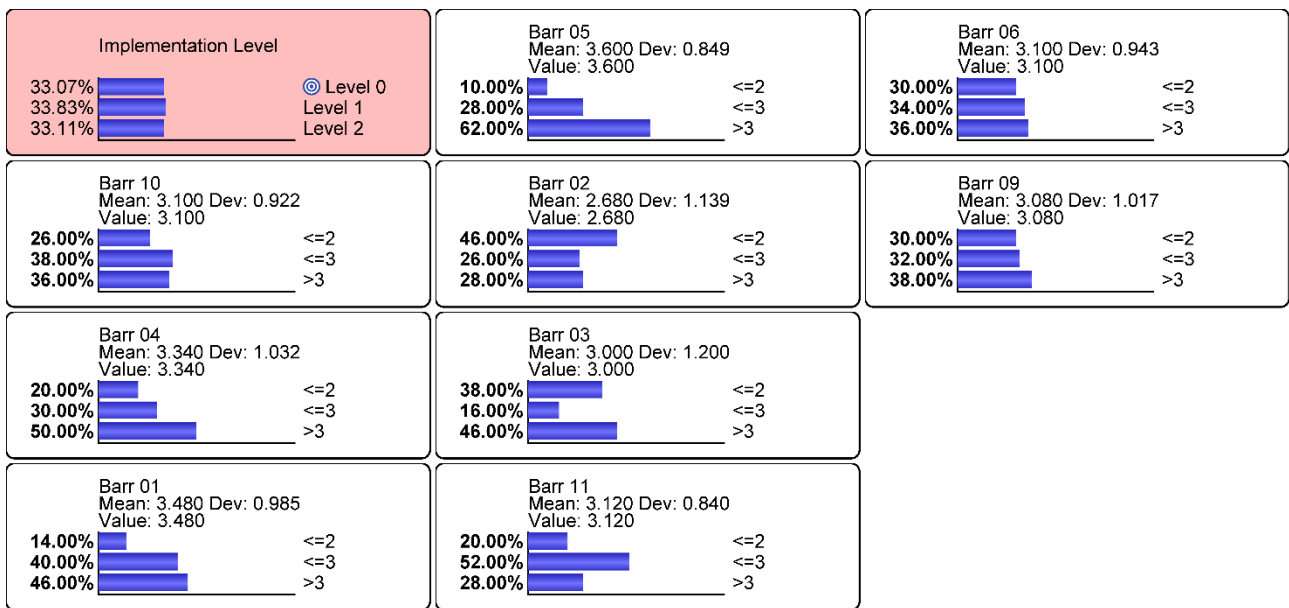 Implementation Level
33.07% Level 0
33.83% Level 1
33.11% Level 2
Barr 05
Mean: 3.600 Dev: 0.849
Value: 3.600
10.00% <=2
28.00% <=3
62.00% >3
Barr 06
Mean: 3.100 Dev: 0.943
Value: 3.100
30.00% <=2
34.00% <=3
36.00% >3
Barr 10
Mean: 3.100 Dev: 0.922
Value: 3.100
26.00% <=2
38.00% <=3
36.00% >3
Barr 02
Mean: 2.680 Dev: 1.139
Value: 2.680
46.00% <=2
26.00% <=3
28.00% >3
Barr 09
Mean: 3.080 Dev: 1.017
Value: 3.080
30.00% <=2
32.00% <=3
38.00% >3
Barr 04
Mean: 3.340 Dev: 1.032
Value: 3.340
20.00% <=2
30.00% <=3
50.00% >3
Barr 03
Mean: 3.000 Dev: 1.200
Value: 3.000
38.00% <=2
16.00% <=3
46.00% >3
Barr 01
Mean: 3.480 Dev: 0.985
Value: 3.480
14.00% <=2
40.00% <=3
46.00% >3
Barr 11
Mean: 3.120 Dev: 0.840
Value: 3.120
20.00% <=2
52.00% <=3
28.00% >3